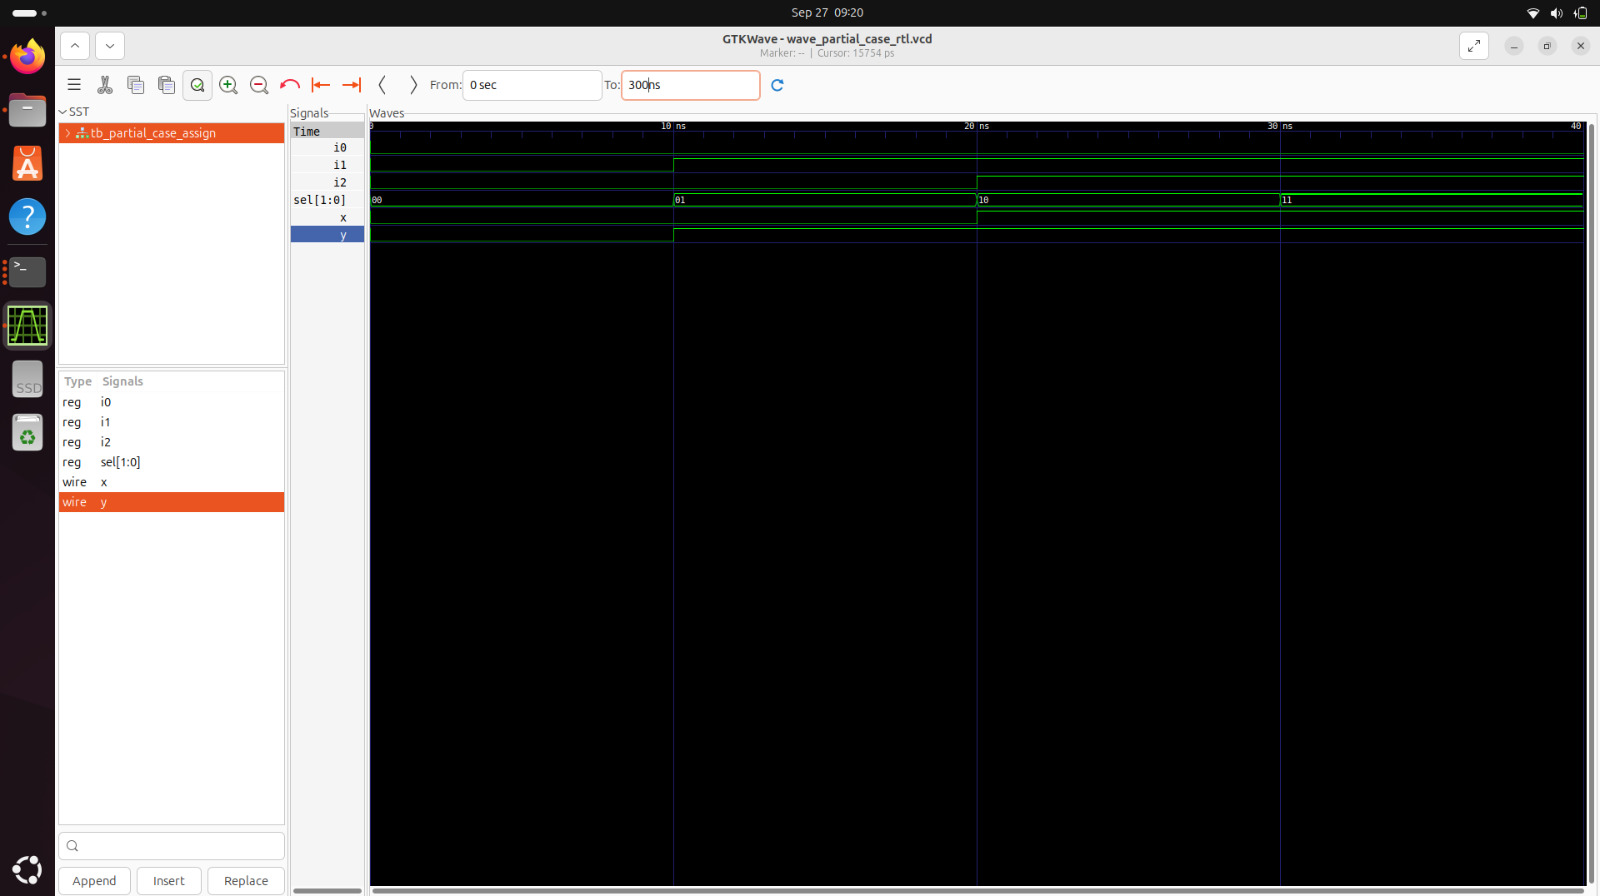 Sep 27 09:20
GTKWave - wave_partial_case_rtl.vcd
Marker: -- | Cursor: 15754 ps
From: 0 sec To: 300ns
SST
tb_partial_case_assign
Type Signals
reg i0
reg i1
reg i2
reg sel[1:0]
wire x
wire y
Append Insert Replace
Signals
Time
i0
i1
i2
sel[1:0]
x
y
Waves
0 10 ns 20 ns 30 ns 40
00 01 10 11
>_
?
A
SSD